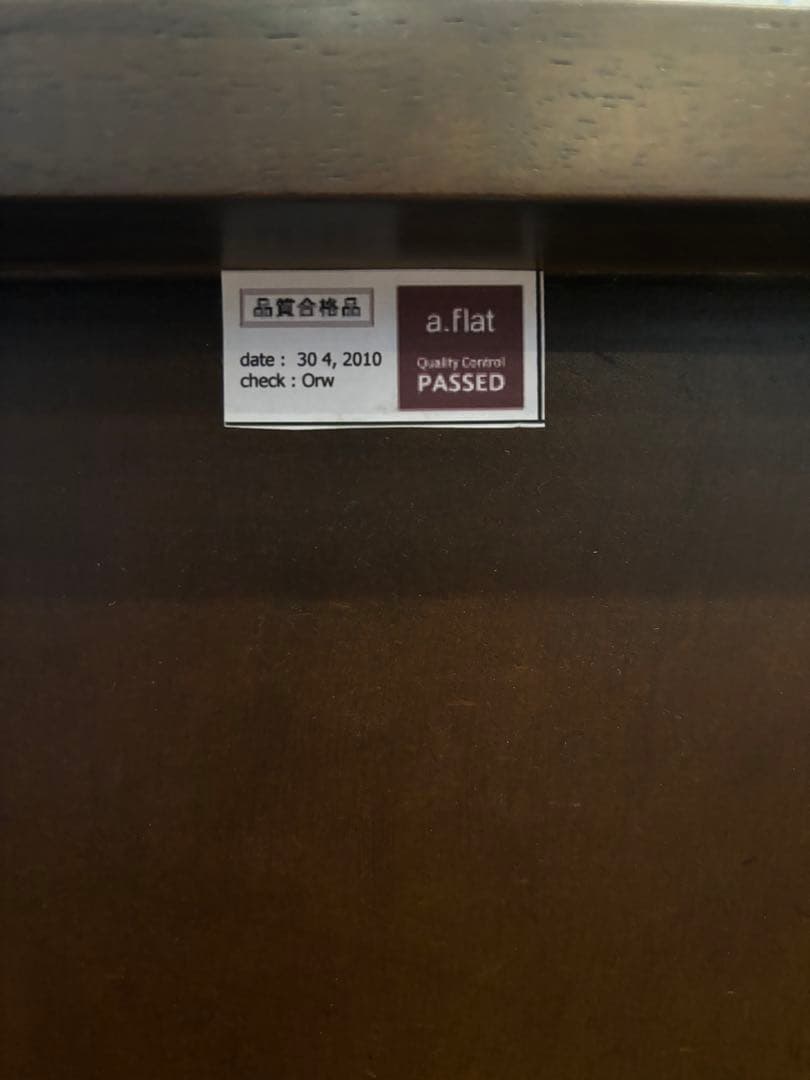 品質合格品
date : 30 4, 2010
check : Orw
a.flat
Quality Control
PASSED